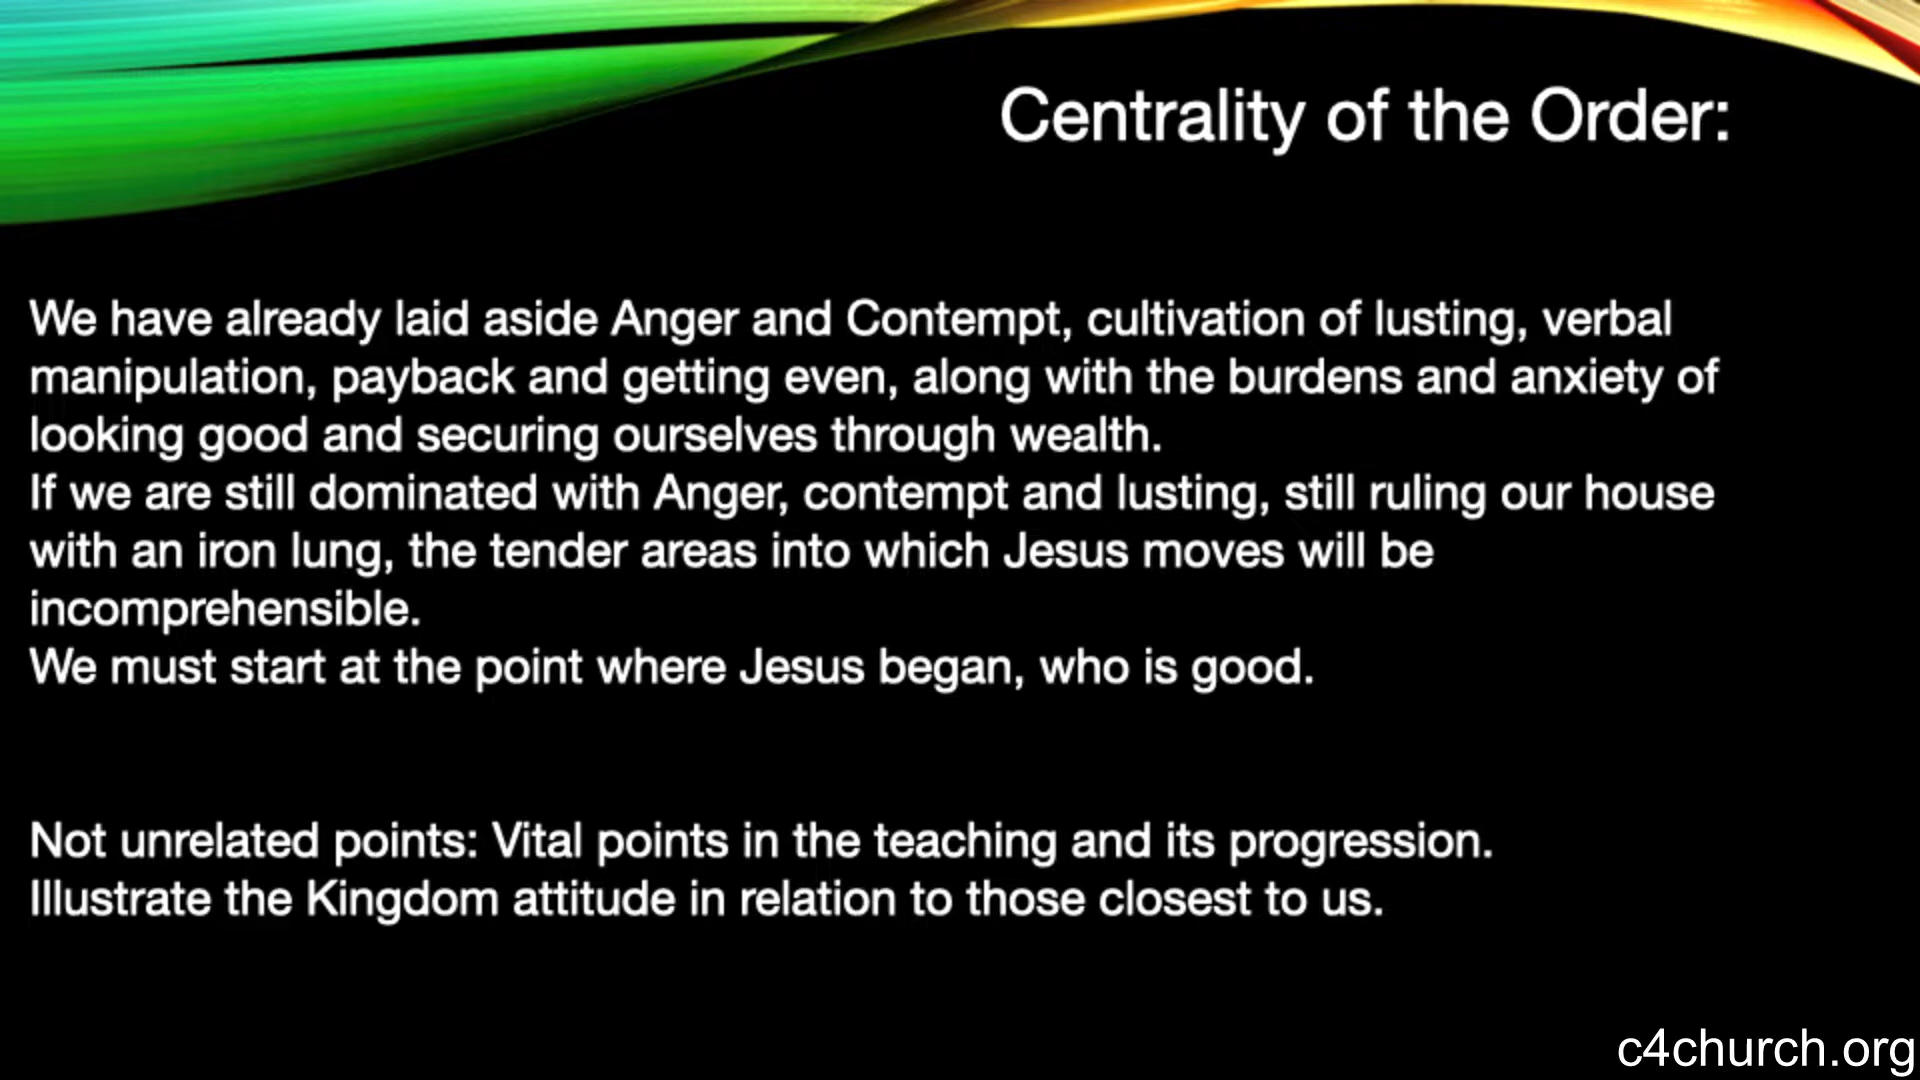 Centrality of the Order:
We have already laid aside Anger and Contempt, cultivation of lusting, verbal
manipulation, payback and getting even, along with the burdens and anxiety of
looking good and securing ourselves through wealth.
If we are still dominated with Anger, contempt and lusting, still ruling our house
with an iron lung, the tender areas into which Jesus moves will be
incomprehensible.
We must start at the point where Jesus began, who is good.
Not unrelated points: Vital points in the teaching and its progression.
Illustrate the Kingdom attitude in relation to those closest to us.
c4church.org